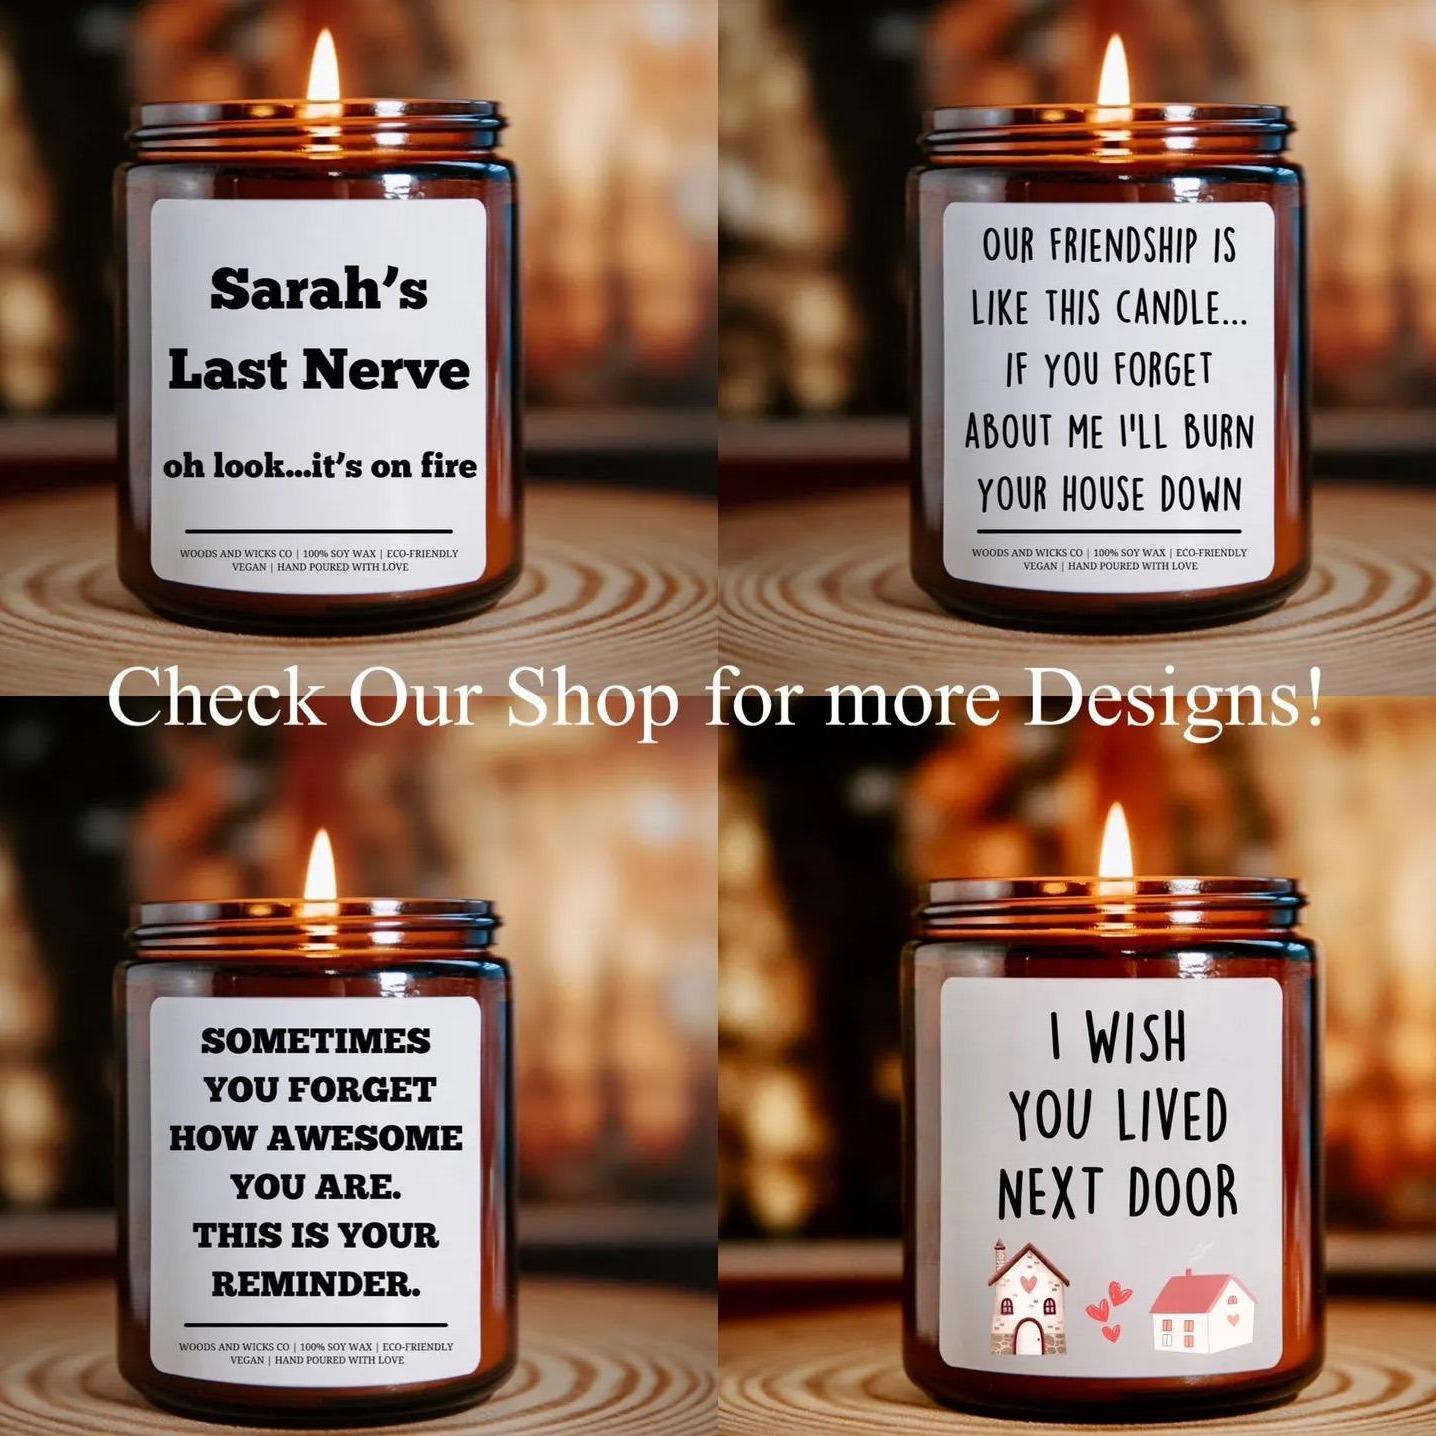 Sarah’s
Last Nerve
oh look...it’s on fire
WOODS AND WICKS CO | 100% SOY WAX | ECO-FRIENDLY
VEGAN | HAND POURED WITH LOVE
OUR FRIENDSHIP IS
LIKE THIS CANDLE...
IF YOU FORGET
ABOUT ME I'LL BURN
YOUR HOUSE DOWN
WOODS AND WICKS CO | 100% SOY WAX | ECO-FRIENDLY
VEGAN | HAND POURED WITH LOVE
Check Our Shop for more Designs!
SOMETIMES
YOU FORGET
HOW AWESOME
YOU ARE.
THIS IS YOUR
REMINDER.
WOODS AND WICKS CO | 100% SOY WAX | ECO-FRIENDLY
VEGAN | HAND POURED WITH LOVE
I WISH
YOU LIVED
NEXT DOOR